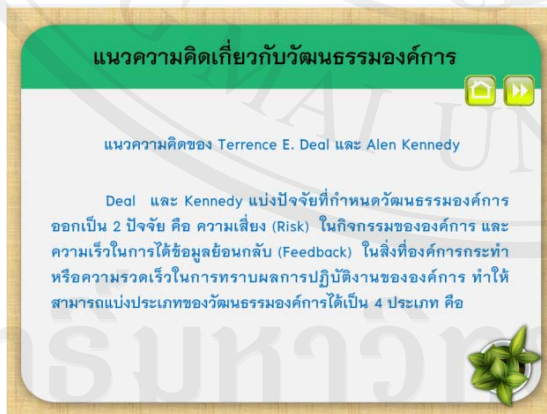 แนวความคิดเกี่ยวกับวัฒนธรรมองค์การ
แนวความคิดของ Terrence E. Deal และ Alen Kennedy
Deal และ Kennedy แบ่งปัจจัยที่กำหนดวัฒนธรรมองค์การ
ออกเป็น 2 ปัจจัย คือ ความเสี่ยง (Risk) ในกิจกรรมขององค์การ และ
ความเร็วในการได้ข้อมูลย้อนกลับ (Feedback) ในสิ่งที่องค์การกระทำ
หรือความรวดเร็วในการทราบผลการปฏิบัติงานขององค์การ ทำให้
สามารถแบ่งประเภทของวัฒนธรรมองค์การได้เป็น 4 ประเภท คือ